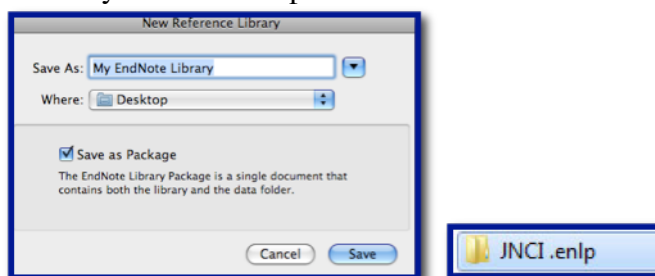 New Reference Library
Save As: My EndNote Library
Where: Desktop
Save as Package
The EndNote Library Package is a single document that
contains both the library and the data folder.
Cancel Save
JNCI .enlp